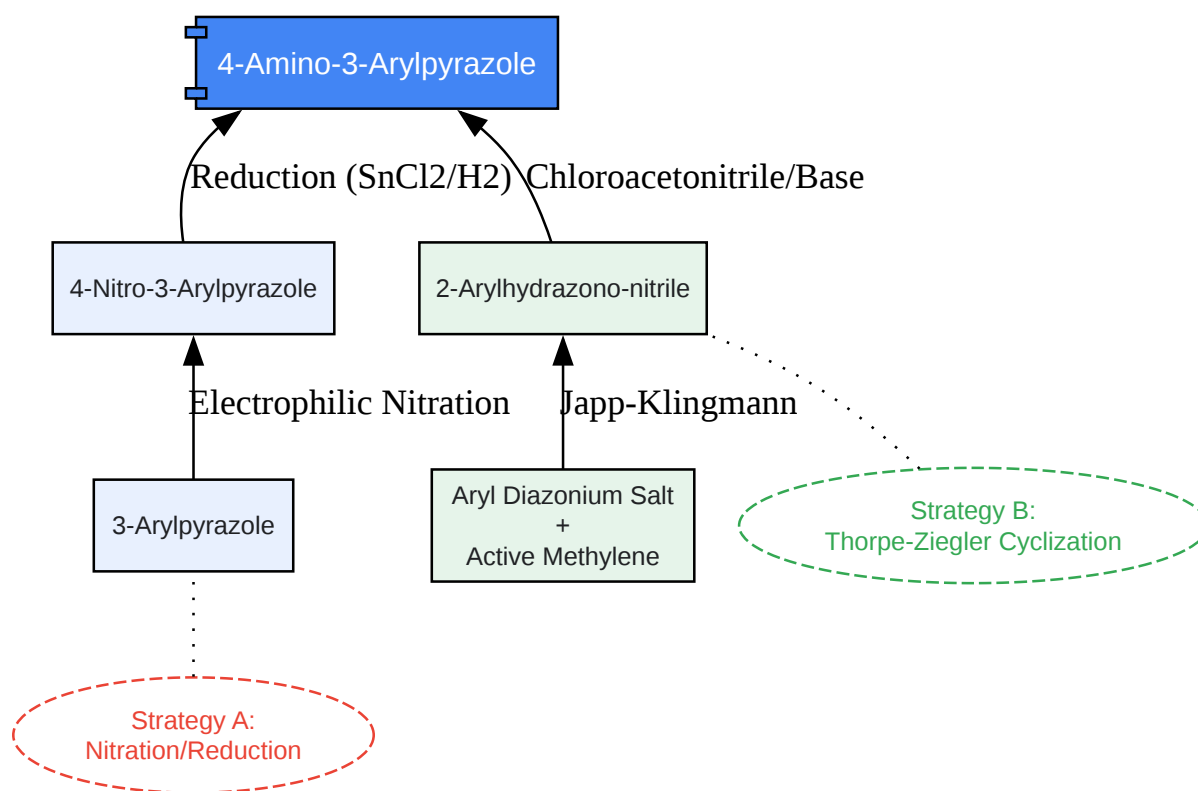 4-Amino-3-Arylpyrazole
Reduction (SnCl2/H2)
Chloroacetonitrile/Base
4-Nitro-3-Arylpyrazole
2-Arylhydrazono-nitrile
Electrophilic Nitration
Japp-Klingmann
3-Arylpyrazole
Aryl Diazonium Salt
+
Active Methylene
Strategy B:
Thorpe-Ziegler Cyclization
Strategy A:
Nitration/Reduction